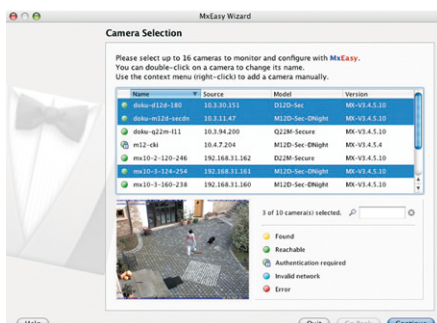 MxEasy Wizard
Camera Selection
Please select up to 16 cameras to monitor and configure with MxEasy.
You can double-click on a camera to change its name.
Use the context menu (right-click) to add a camera manually.
Name Source Model Version
doku-d12d-180 10.3.30.151 D12D-Sec MX-V3.4.5.10
doku-m12d-secdn 10.3.11.47 M12D-Sec-DNight MX-V3.4.5.10
doku-q22m-l11 10.3.94.200 Q22M-Secure MX-V3.4.5.10
m12-cki 10.4.7.204 M12D-Sec-DNight MX-V3.4.5.4
mx10-2-120-246 192.168.31.162 D22M-Secure MX-V3.4.5.10
mx10-3-124-254 192.168.31.161 M12D-Sec-DNight MX-V3.4.5.10
mx10-3-160-238 192.168.31.160 M12D-Sec-DNight MX-V3.4.5.10
3 of 10 camera(s) selected.
Found
Reachable
Authentication required
Invalid network
Error
Help Quit Go Back Continue